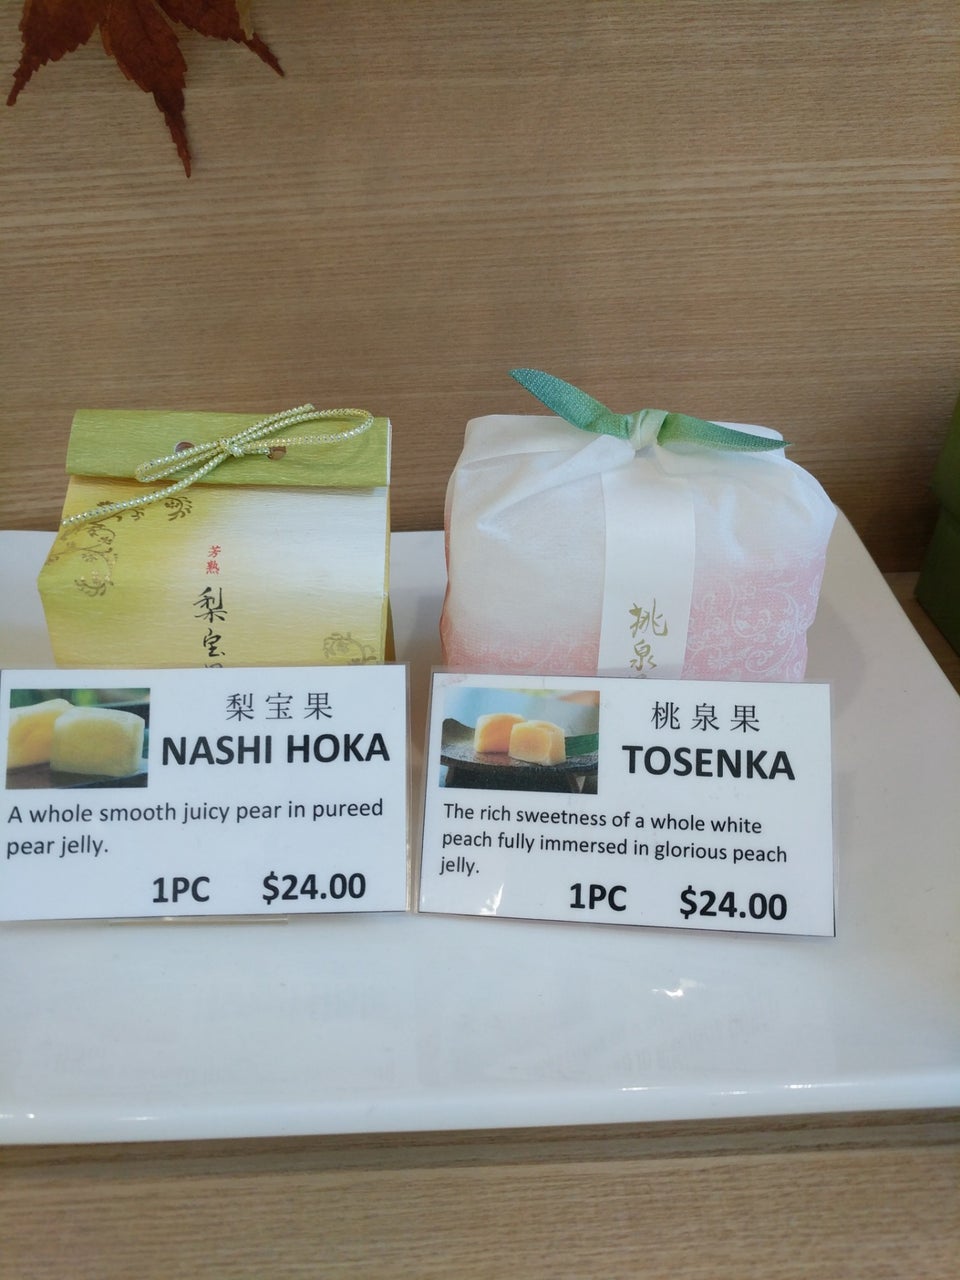 芳熟
梨宝
桃泉
梨宝果
NASHI HOKA
A whole smooth juicy pear in pureed
pear jelly.
1PC $24.00
桃泉果
TOSENKA
The rich sweetness of a whole white
peach fully immersed in glorious peach
jelly.
1PC $24.00